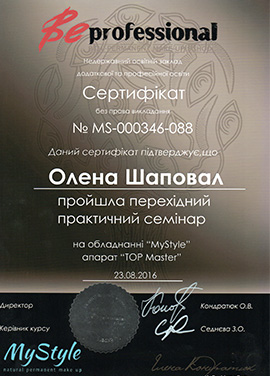 Be professional
Недержавний освітній заклад
додаткової та професійної освіти
Сертифікат
без права викладання
№ MS-000346-088
Даний сертифікат підтверджує,що
Олена Шаповал
пройшла перехідний
практичний семінар
на обладнанні "MyStyle"
апарат "TOP Master"
23.08.2016
Директор
Кондратюк О.В.
Керівник курсу
Седнєва З.О.
MyStyle
natural permanent make up